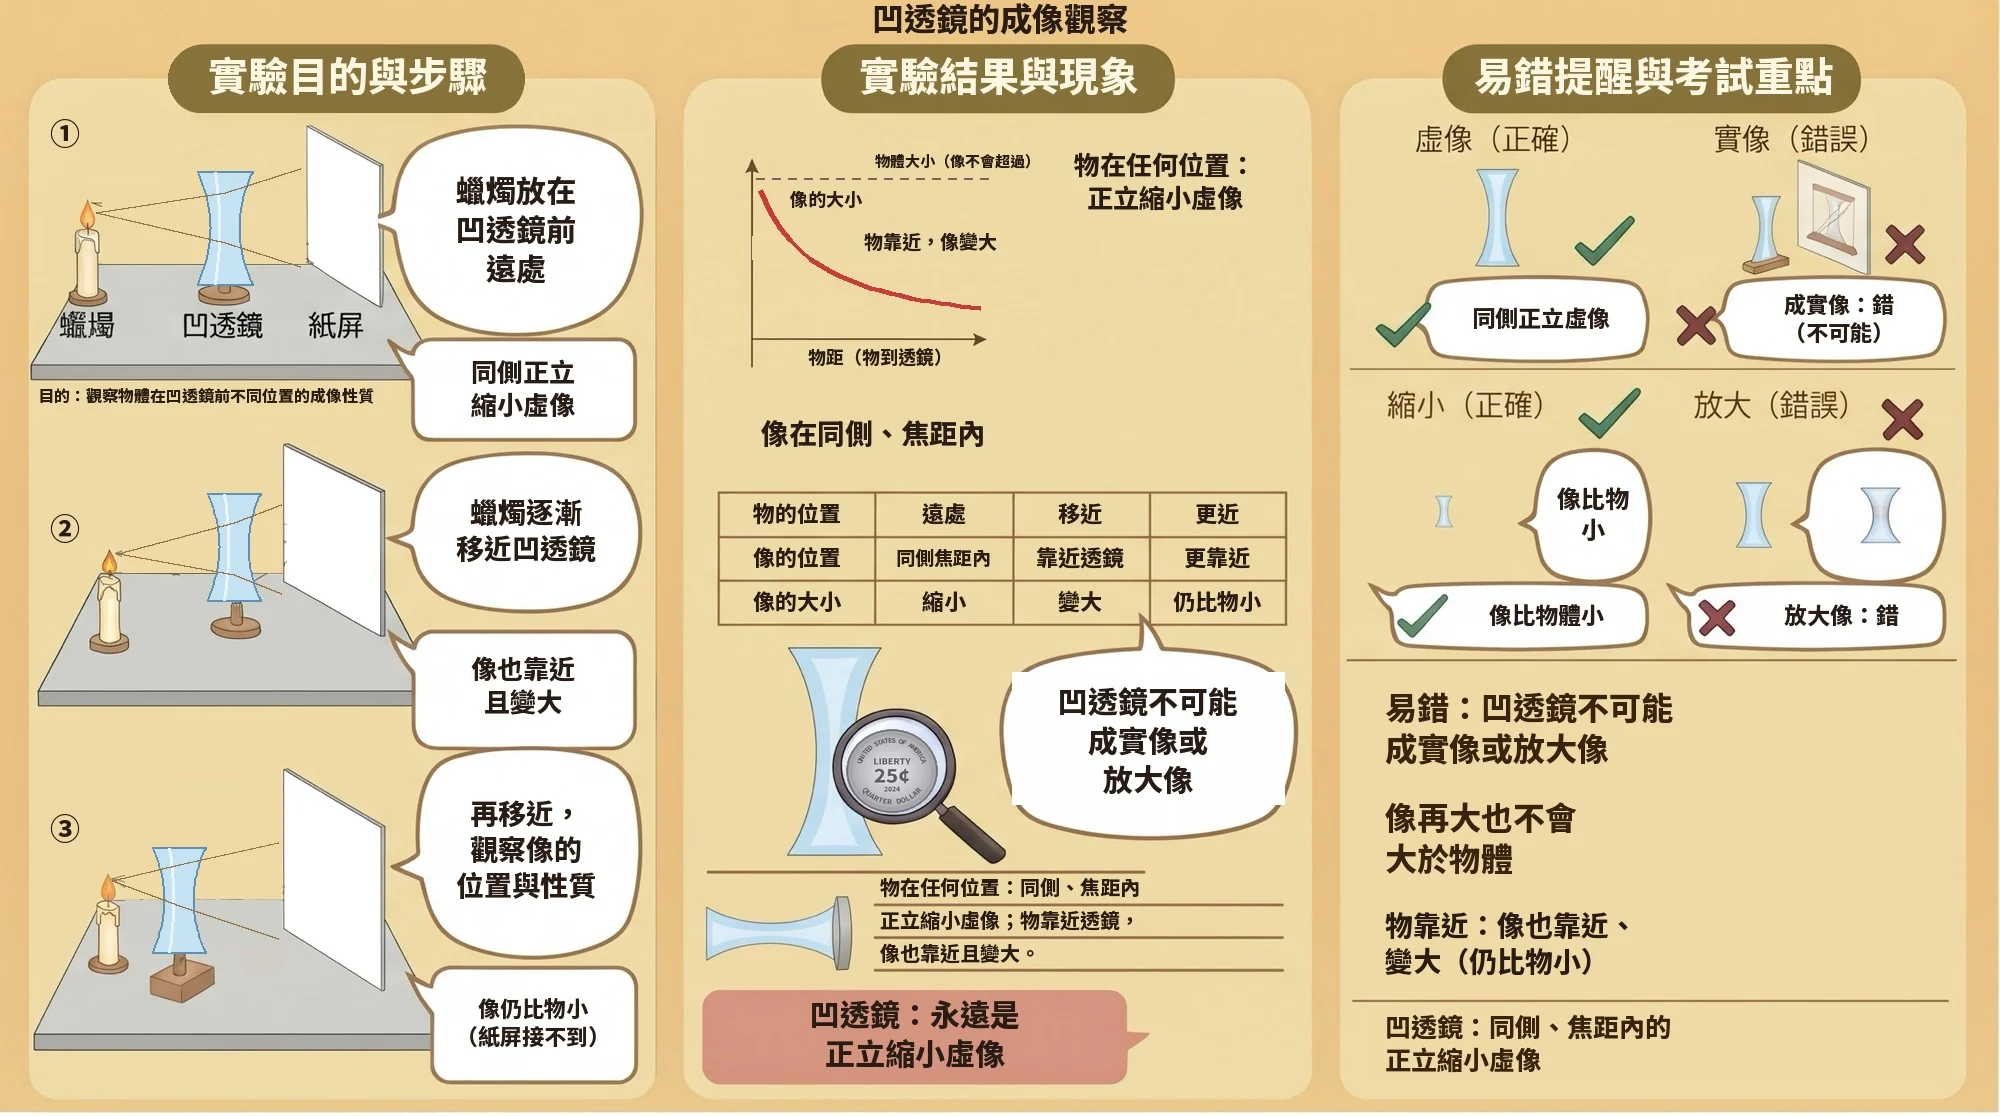 凹透鏡的成像觀察
實驗目的與步驟
①
蠟燭放在
凹透鏡前
遠處
蠟燭
凹透鏡
紙屏
同側正立
縮小虛像
目的：觀察物體在凹透鏡前不同位置的成像性質
②
蠟燭逐漸
移近凹透鏡
像也靠近
且變大
③
再移近，
觀察像的
位置與性質
像仍比物小
（紙屏接不到）
實驗結果與現象
物體大小（像不會超過）
像的大小
物靠近，像變大
物距（物到透鏡）
物在任何位置：
正立縮小虛像
像在同側、焦距內
物的位置 遠處 移近 更近
像的位置 同側焦距內 靠近透鏡 更靠近
像的大小 縮小 變大 仍比物小
UNITED STATES OF AMERICA
LIBERTY
25¢
2024
QUARTER DOLLAR
凹透鏡不可能
成實像或
放大像
物在任何位置：同側、焦距內
正立縮小虛像；物靠近透鏡，
像也靠近且變大。
凹透鏡：永遠是
正立縮小虛像
易錯提醒與考試重點
虛像（正確）
實像（錯誤）
同側正立虛像
成實像：錯
（不可能）
縮小（正確）
放大（錯誤）
像比物
小
像比物體小
放大像：錯
易錯：凹透鏡不可能
成實像或放大像
像再大也不會
大於物體
物靠近：像也靠近、
變大（仍比物小）
凹透鏡：同側、焦距內的
正立縮小虛像